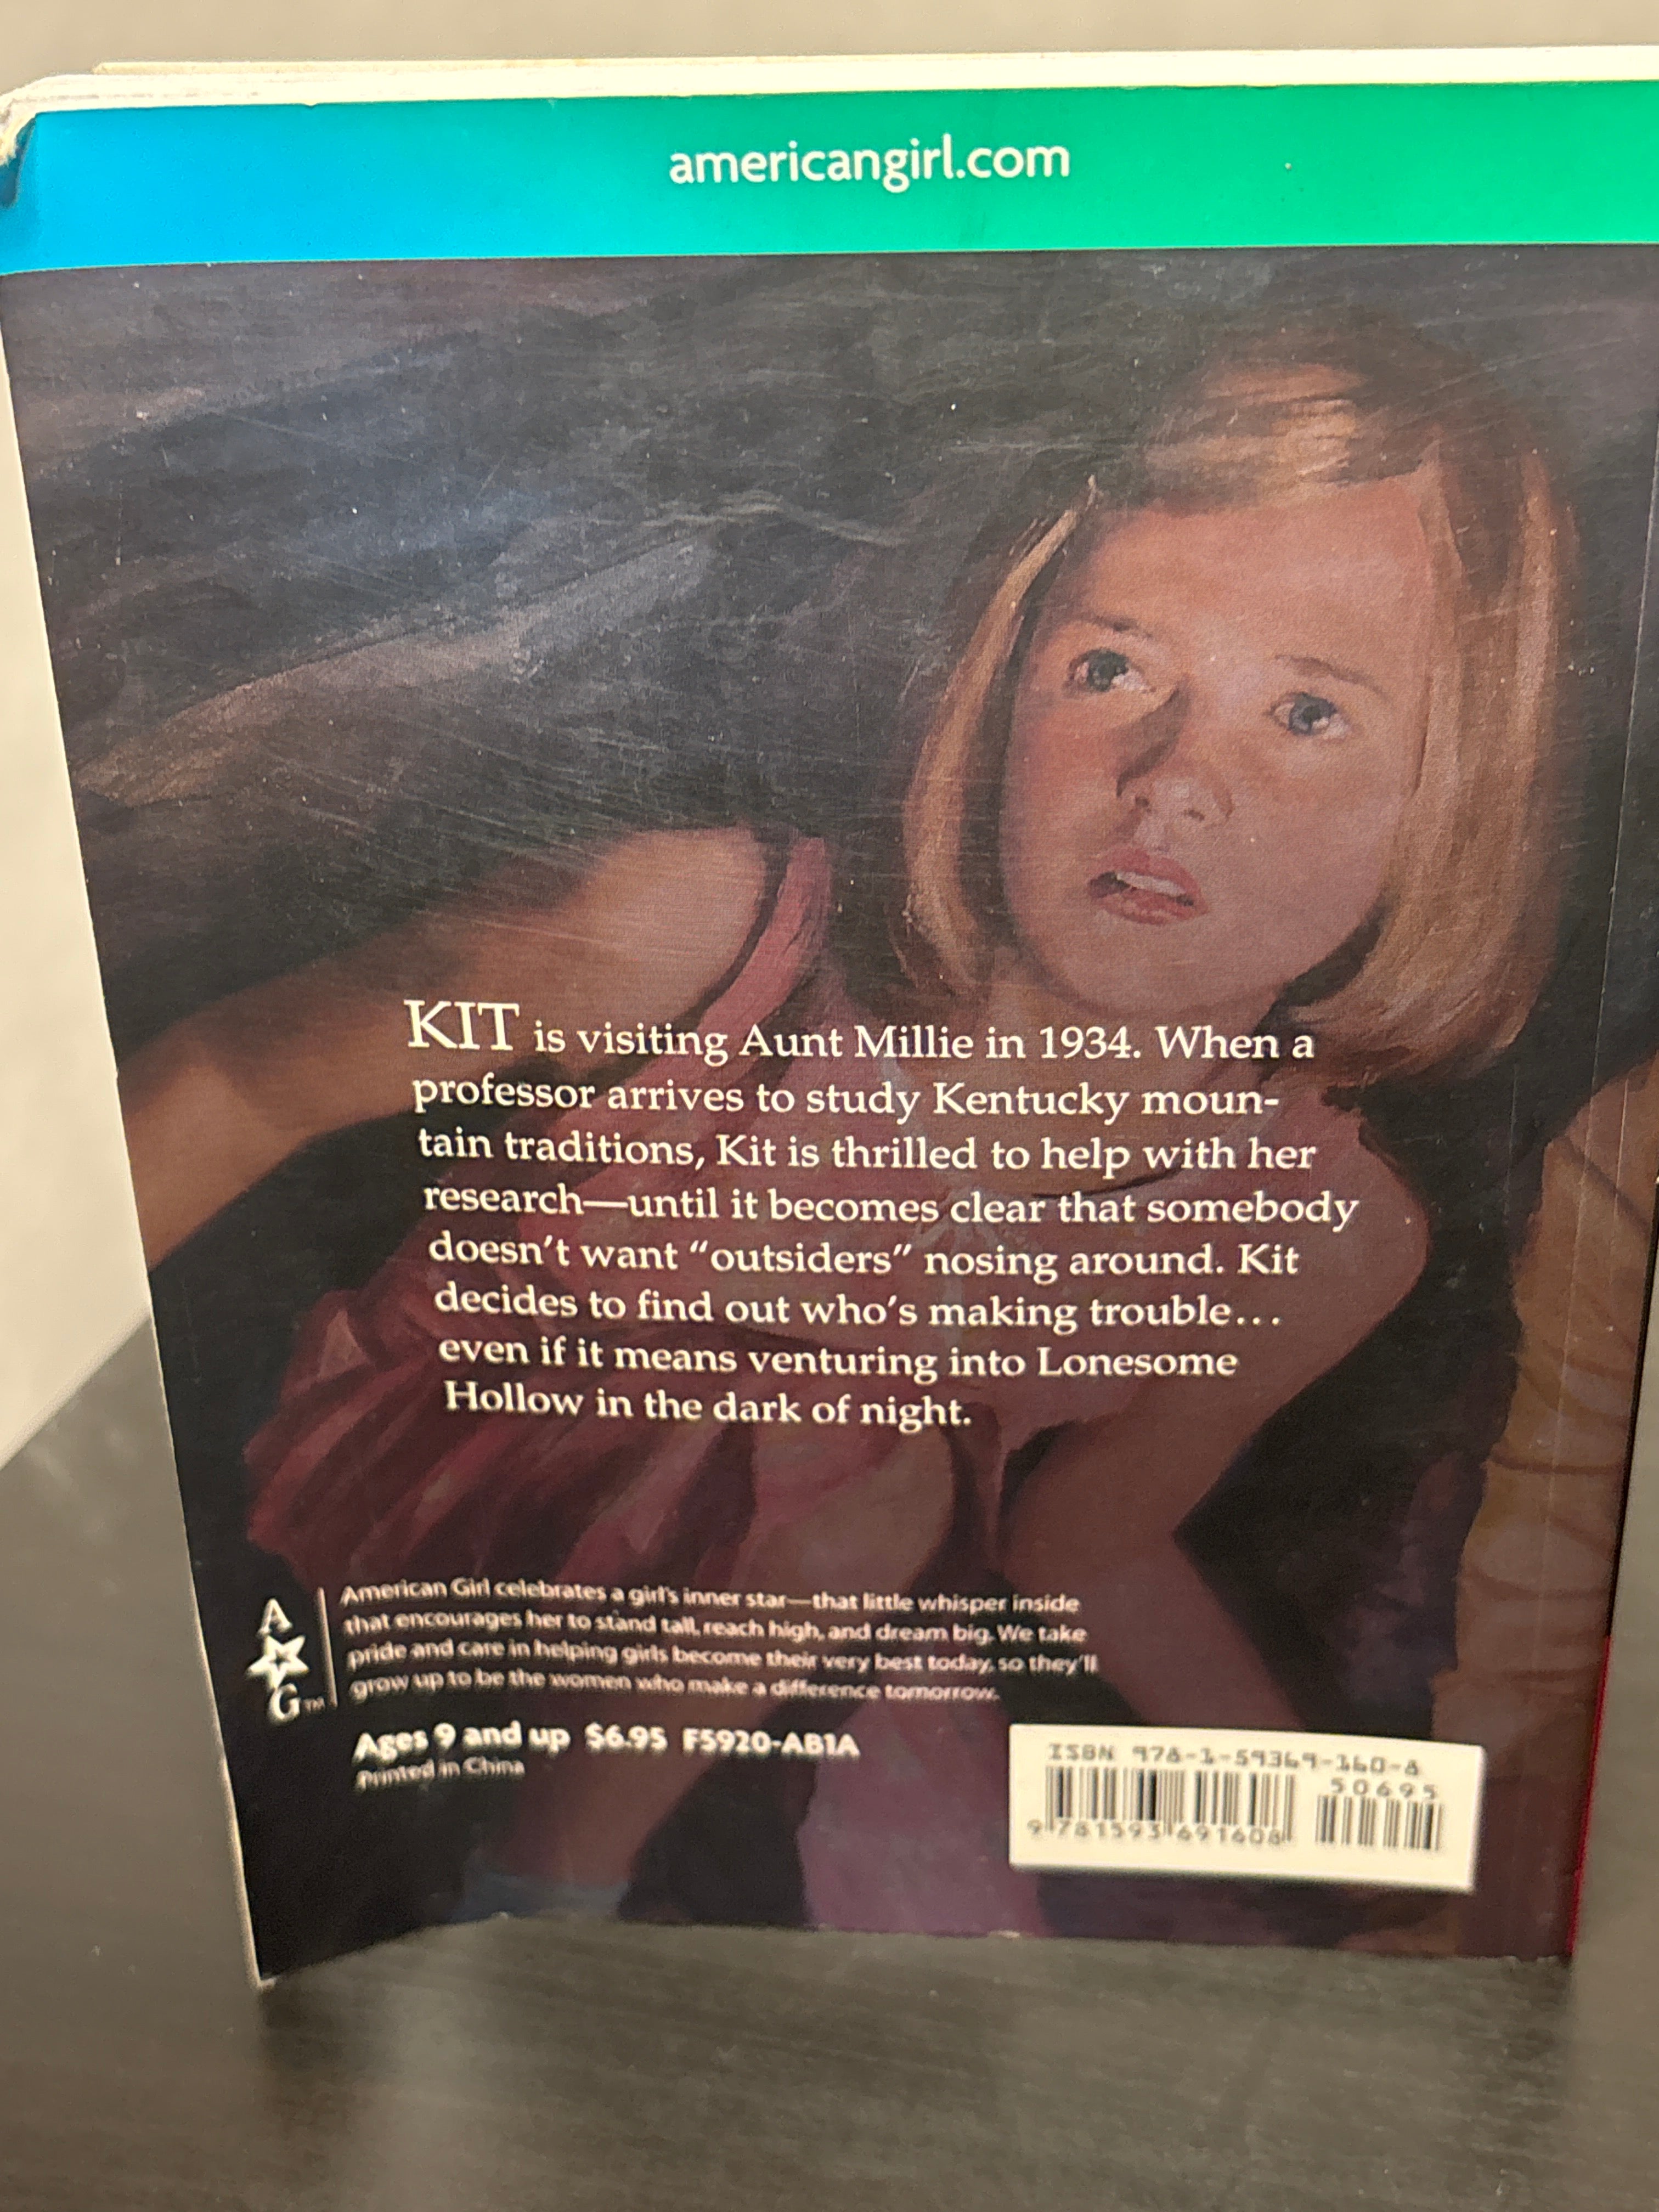 americangirl.com
KIT is visiting Aunt Millie in 1934. When a
professor arrives to study Kentucky moun-
tain traditions, Kit is thrilled to help with her
research—until it becomes clear that somebody
doesn't want "outsiders" nosing around. Kit
decides to find out who's making trouble...
even if it means venturing into Lonesome
Hollow in the dark of night.
A
G™
American Girl celebrates a girl's inner star—that little whisper inside
that encourages her to stand tall, reach high, and dream big. We take
pride and care in helping girls become their very best today, so they'll
grow up to be the women who make a difference tomorrow.
Ages 9 and up $6.95 F5920-AB1A
Printed in China
ISBN 978-1-59369-160-8
50695
9 781593 691608